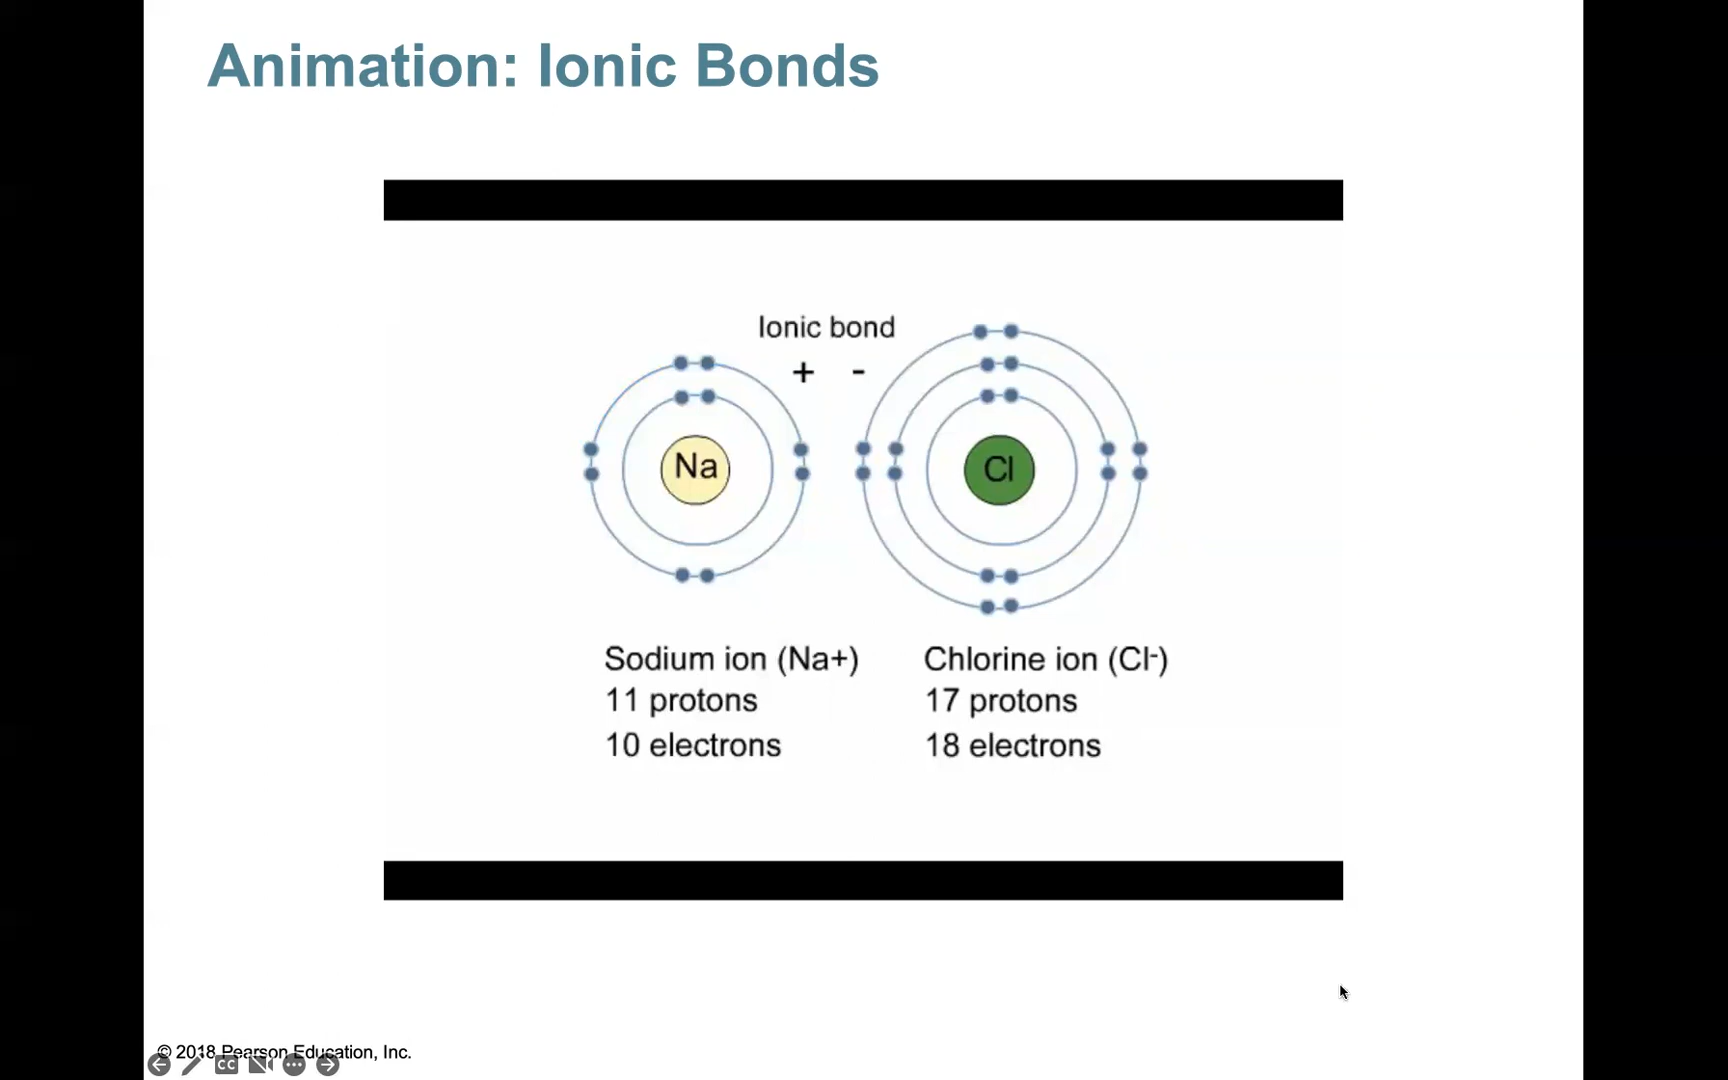 Animation: Ionic Bonds
Ionic bond
+ -
Na
Cl
Sodium ion (Na+)
11 protons
10 electrons
Chlorine ion (Cl-)
17 protons
18 electrons
© 2018 Pearson Education, Inc.
CC